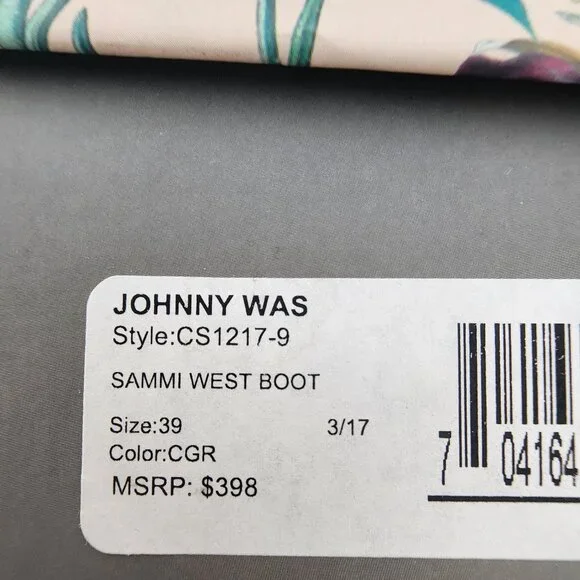 JOHNNY WAS
Style:CS1217-9
SAMMI WEST BOOT
Size:39 3/17
Color:CGR
MSRP: $398
7 04164